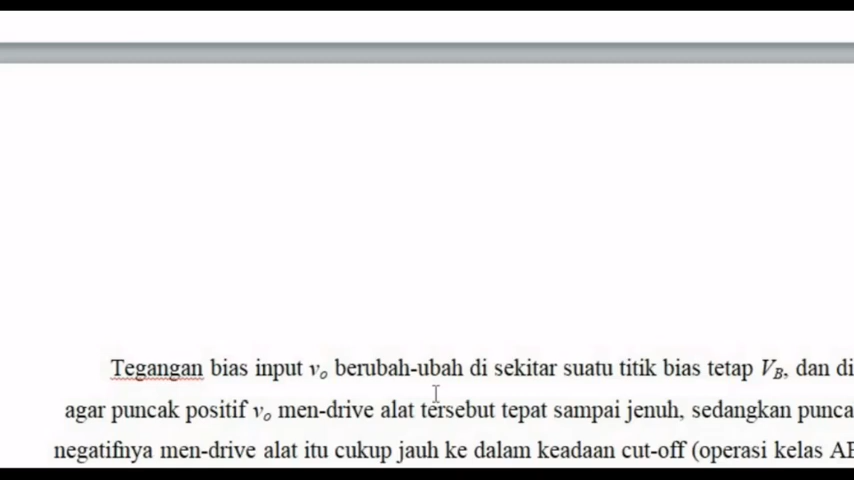 Tegangan bias input vₒ berubah-ubah di sekitar suatu titik bias tetap V_B, dan di
agar puncak positif vₒ men-drive alat tersebut tepat sampai jenuh, sedangkan punca
negatifnya men-drive alat itu cukup jauh ke dalam keadaan cut-off (operasi kelas AB